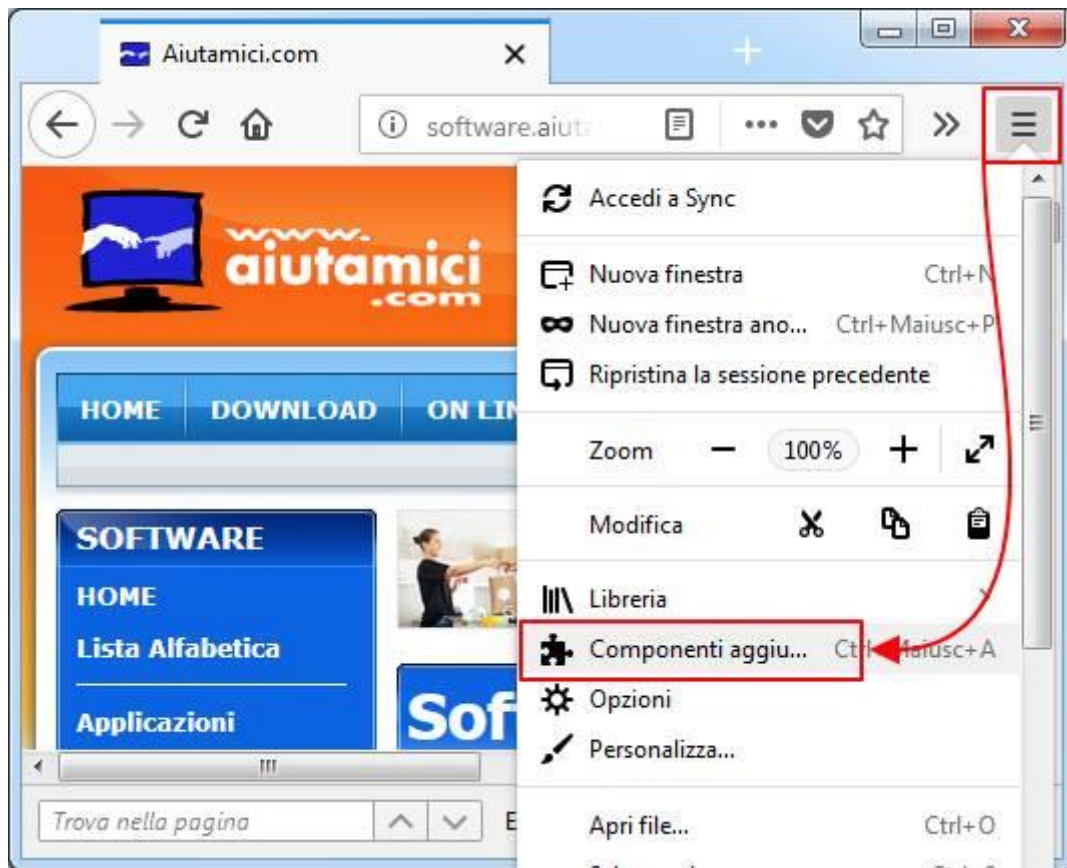 Aiutamici.com
software.aiut
www.
aiutamici
.com
HOME DOWNLOAD ON LIN
SOFTWARE
HOME
Lista Alfabetica
Applicazioni
Sof
Accedi a Sync
Nuova finestra Ctrl+N
Nuova finestra ano... Ctrl+Maiusc+P
Ripristina la sessione precedente
Zoom 100%
Modifica
Libreria
Componenti aggiu... Ctrl+Maiusc+A
Opzioni
Personalizza...
Apri file... Ctrl+O
Trova nella pagina E